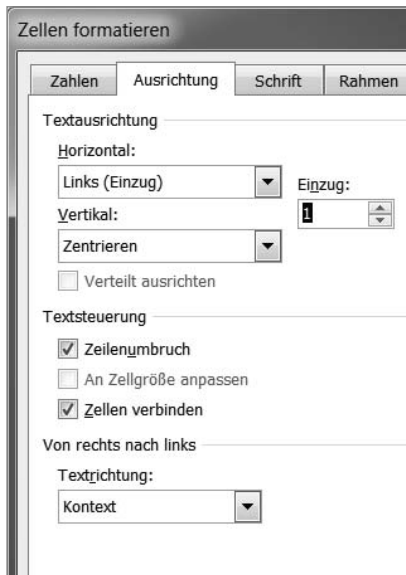 Zellen formatieren
Zahlen Ausrichtung Schrift Rahmen
Textausrichtung
Horizontal:
Links (Einzug) Einzug:
1
Vertikal:
Zentrieren
Verteilt ausrichten
Textsteuerung
Zeilenumbruch
An Zellgröße anpassen
Zellen verbinden
Von rechts nach links
Textrichtung:
Kontext